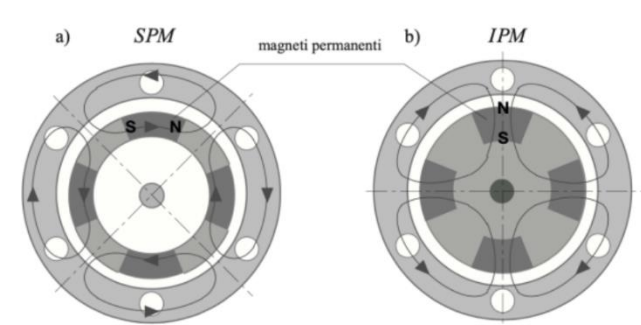 a) SPM
magneti permanenti
b) IPM
S N
N
S